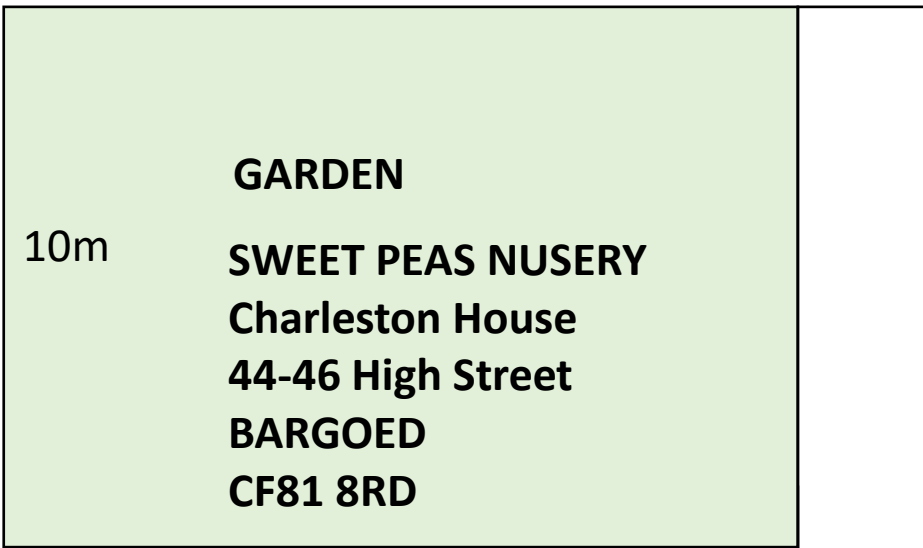 GARDEN
10m
SWEET PEAS NUSERY
Charleston House
44-46 High Street
BARGOED
CF81 8RD